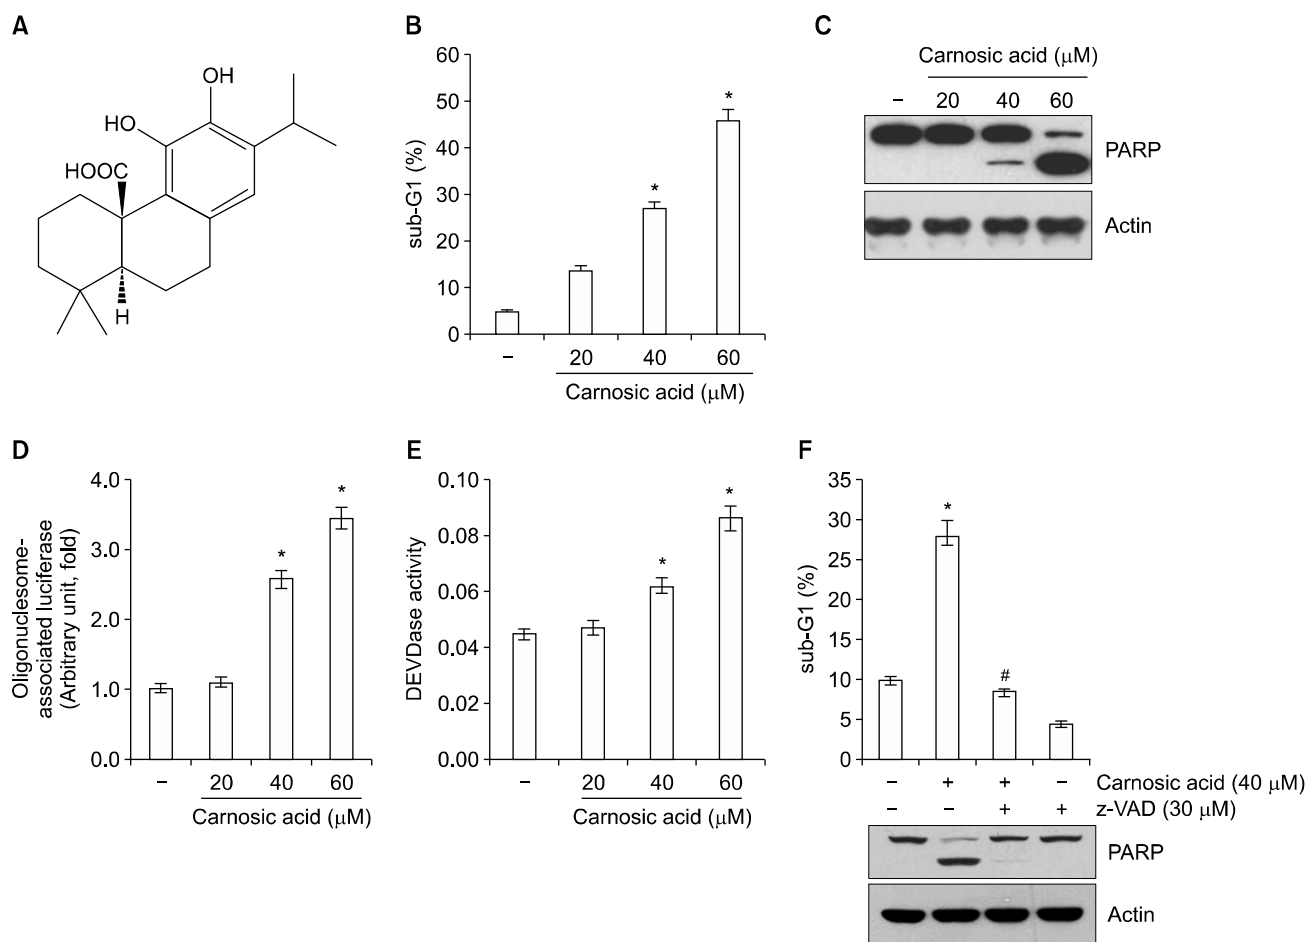 A
OH
HO
HOOC
H
B
60
50
40
30
20
10
0
sub-G1 (%)
*
*
– 20 40 60
Carnosic acid (μM)
C
Carnosic acid (μM)
– 20 40 60
PARP
Actin
D
4.0
3.0
2.0
1.0
0.0
Oligonuclesome-
associated luciferase
(Arbitrary unit, fold)
*
*
– 20 40 60
Carnosic acid (μM)
E
0.10
0.08
0.06
0.04
0.02
0.00
DEVDase activity
*
*
– 20 40 60
Carnosic acid (μM)
F
35
30
25
20
15
10
5
0
sub-G1 (%)
*
#
– + + – Carnosic acid (40 μM)
– – + + z-VAD (30 μM)
PARP
Actin